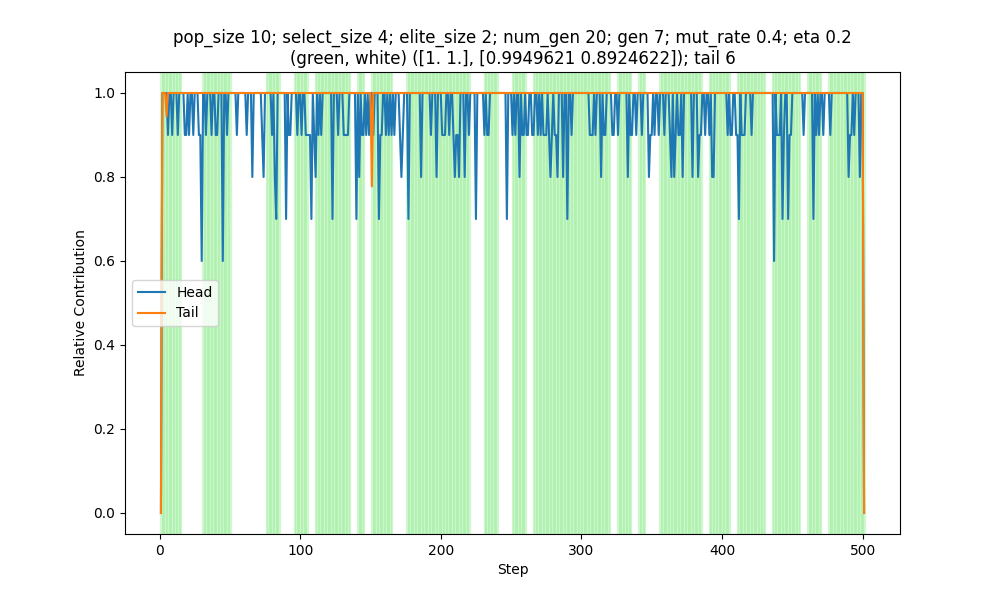 pop_size 10; select_size 4; elite_size 2; num_gen 20; gen 7; mut_rate 0.4; eta 0.2
(green, white) ([1. 1.], [0.9949621 0.8924622]); tail 6
1.0
0.8
0.6
0.4
0.2
0.0
Relative Contribution
Head
Tail
0
100
200
300
400
500
Step